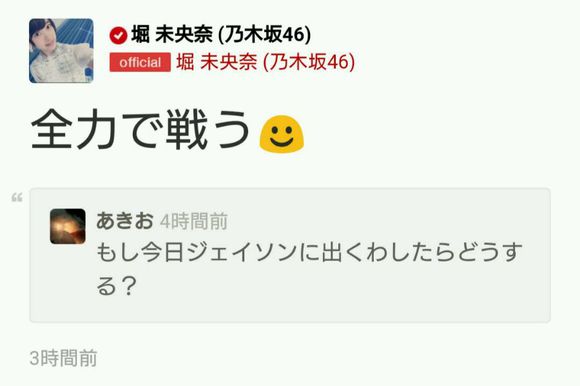 堀 未央奈 (乃木坂46)
official 堀 未央奈 (乃木坂46)
全力で戦う
あきお 4時間前
もし今日ジェイソンに出くわしたらどうす
る？
3時間前